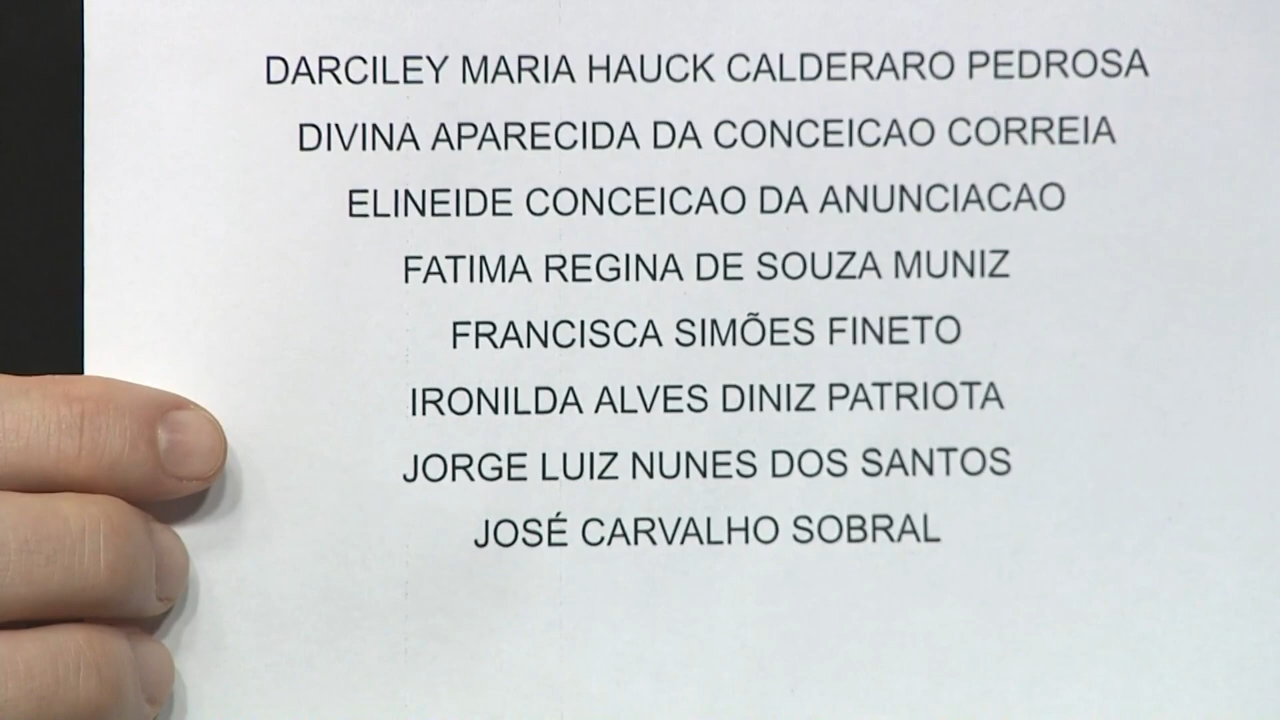 DARCILEY MARIA HAUCK CALDERARO PEDROSA
DIVINA APARECIDA DA CONCEICAO CORREIA
ELINEIDE CONCEICAO DA ANUNCIACAO
FATIMA REGINA DE SOUZA MUNIZ
FRANCISCA SIMÕES FINETO
IRONILDA ALVES DINIZ PATRIOTA
JORGE LUIZ NUNES DOS SANTOS
JOSÉ CARVALHO SOBRAL